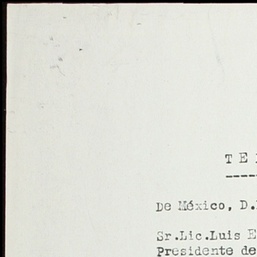 T E
De México, D.
Sr.Lic.Luis E
Presidente de